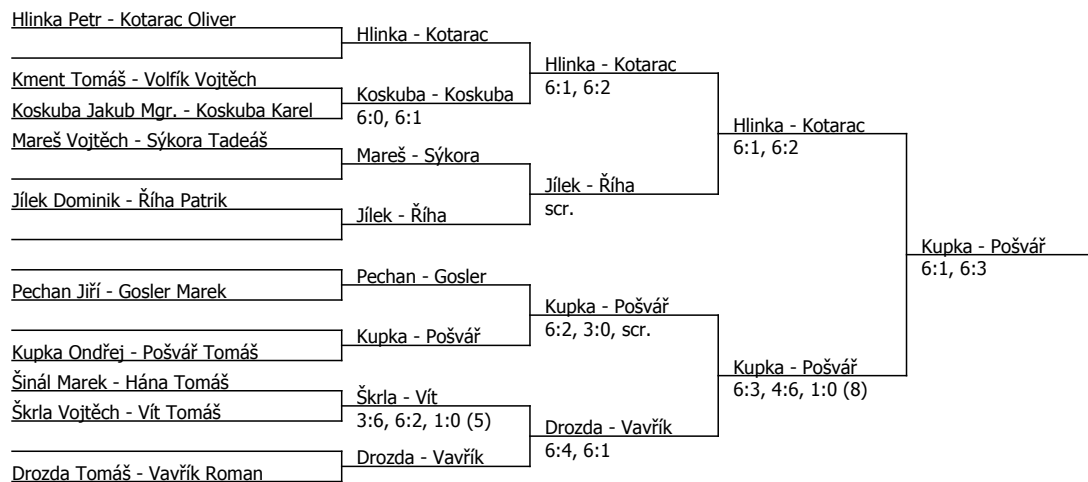 Hlinka Petr - Kotarac Oliver
Kment Tomáš - Volfík Vojtěch
Koskuba Jakub Mgr. - Koskuba Karel
Mareš Vojtěch - Sýkora Tadeáš
Jílek Dominik - Říha Patrik
Pechan Jiří - Gosler Marek
Kupka Ondřej - Pošvář Tomáš
Šinál Marek - Hána Tomáš
Škrla Vojtěch - Vít Tomáš
Drozda Tomáš - Vavřík Roman
Hlinka - Kotarac
Koskuba - Koskuba
6:0, 6:1
Mareš - Sýkora
Jílek - Říha
Pechan - Gosler
Kupka - Pošvář
Škrla - Vít
3:6, 6:2, 1:0 (5)
Drozda - Vavřík
Hlinka - Kotarac
6:1, 6:2
Jílek - Říha
scr.
Kupka - Pošvář
6:2, 3:0, scr.
Drozda - Vavřík
6:4, 6:1
Hlinka - Kotarac
6:1, 6:2
Kupka - Pošvář
6:3, 4:6, 1:0 (8)
Kupka - Pošvář
6:1, 6:3